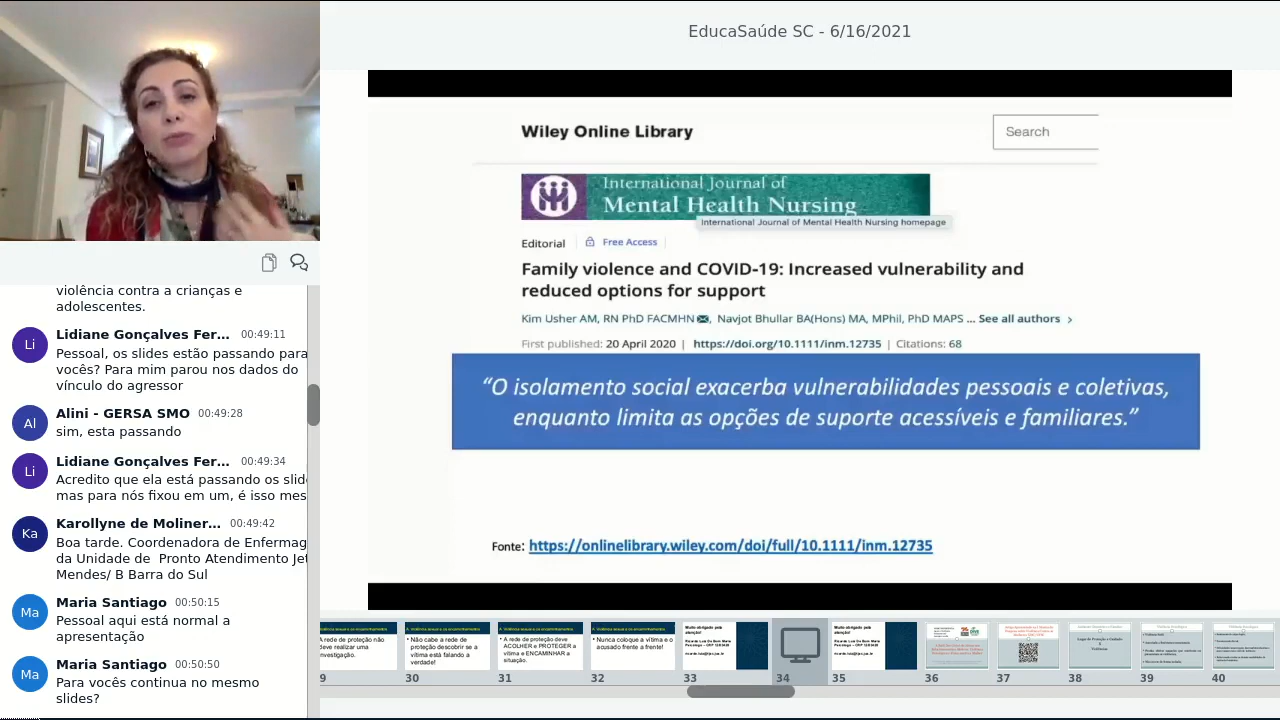 EducaSaúde SC - 6/16/2021
Wiley Online Library
Search
International Journal of
Mental Health Nursing
International Journal of Mental Health Nursing homepage
Editorial
Free Access
Family violence and COVID-19: Increased vulnerability and
reduced options for support
Kim Usher AM, RN PhD FACMHN, Navjot Bhullar BA(Hons) MA, MPhil, PhD MAPS ... See all authors
First published: 20 April 2020 | https://doi.org/10.1111/inm.12735 | Citations: 68
“O isolamento social exacerba vulnerabilidades pessoais e coletivas,
enquanto limita as opções de suporte acessíveis e familiares.”
Fonte: https://onlinelibrary.wiley.com/doi/full/10.1111/inm.12735
violência contra a crianças e
adolescentes.
Li
Lidiane Gonçalves Fer... 00:49:11
Pessoal, os slides estão passando para
vocês? Para mim parou nos dados do
vínculo do agressor
Al
Alini - GERSA SMO 00:49:28
sim, esta passando
Li
Lidiane Gonçalves Fer... 00:49:34
Acredito que ela está passando os slid
mas para nós fixou em um, é isso mes
Ka
Karollyne de Moliner... 00:49:42
Boa tarde. Coordenadora de Enfermag
da Unidade de Pronto Atendimento Je
Mendes/ B Barra do Sul
Ma
Maria Santiago 00:50:15
Pessoal aqui está normal a
apresentação
Ma
Maria Santiago 00:50:50
Para vocês continua no mesmo
slides?
A rede de proteção não
deve realizar uma
investigação.
Não cabe a rede de
proteção descobrir se a
vítima está falando a
verdade!
A rede de proteção deve
ACOLHER e PROTEGER a
vítima e ENCAMINHAR a
situação.
Nunca coloque a vítima e o
acusado frente a frente!
Muito obrigado pela
atenção!
Muito obrigado pela
atenção!
9 30 31 32 33 34 35 36 37 38 39 40